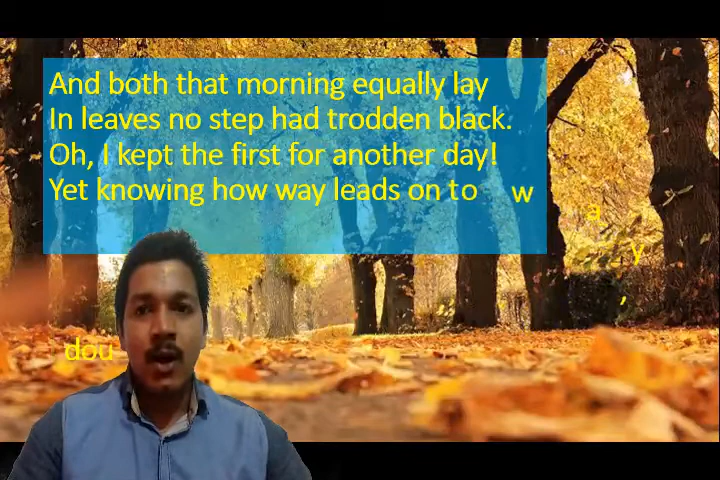 And both that morning equally lay
In leaves no step had trodden black.
Oh, I kept the first for another day!
Yet knowing how way leads on to way,
dou